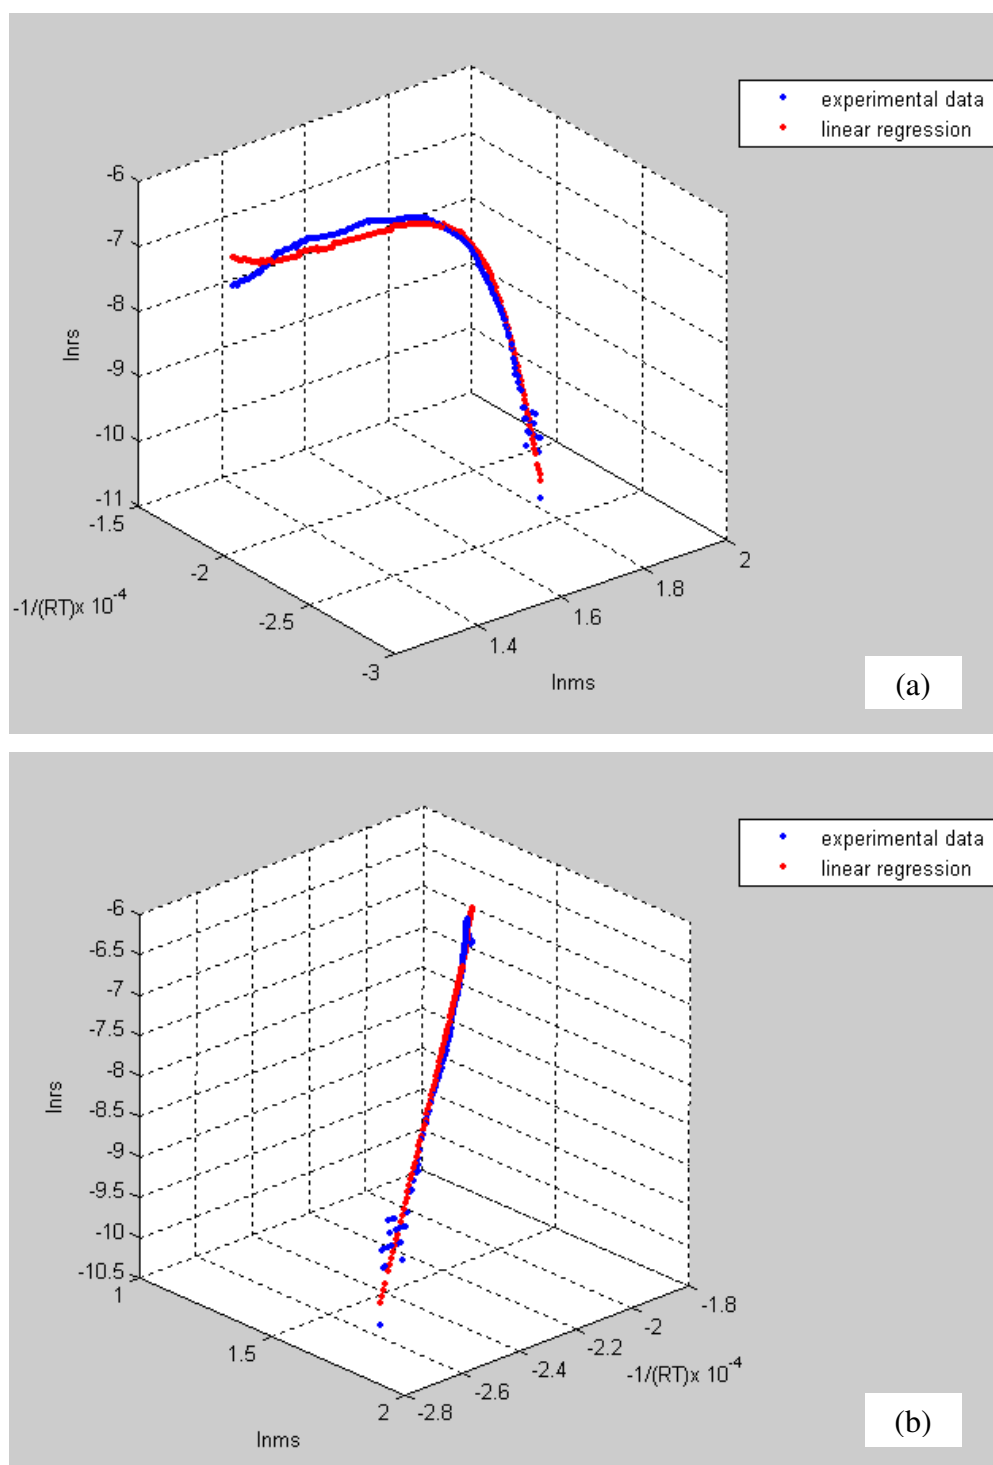 experimental data
linear regression
-6
-7
-8
-9
-10
-11
lnrs
-1.5
-2
-2.5
-3
-1/(RT)x 10^-4
1.4
1.6
1.8
2
lnms
(a)
experimental data
linear regression
-6
-6.5
-7
-7.5
-8
-8.5
-9
-9.5
-10
-10.5
lnrs
1
1.5
2
lnms
-2.8
-2.6
-2.4
-2.2
-2
-1.8
-1/(RT)x 10^-4
(b)